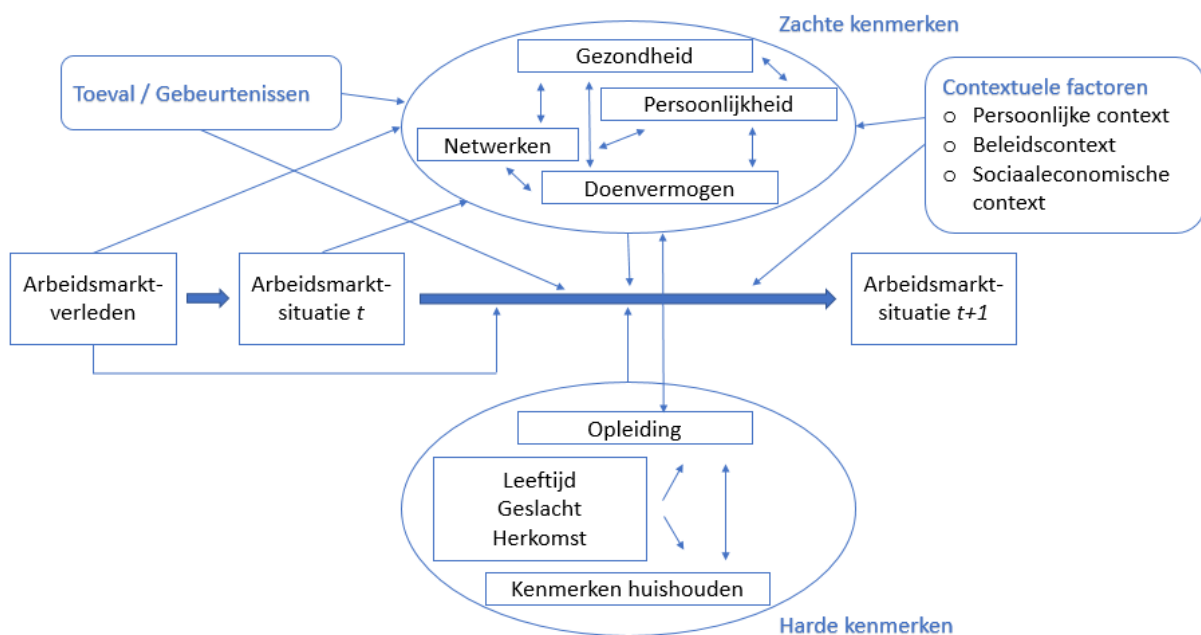 Zachte kenmerken
Gezondheid
Toeval / Gebeurtenissen
Persoonlijkheid
Netwerken
Doenvermogen
Contextuele factoren
o Persoonlijke context
o Beleidscontext
o Sociaaleconomische
context
Arbeidsmarkt-
verleden
Arbeidsmarkt-
situatie t
Arbeidsmarkt-
situatie t+1
Opleiding
Leeftijd
Geslacht
Herkomst
Kenmerken huishouden
Harde kenmerken